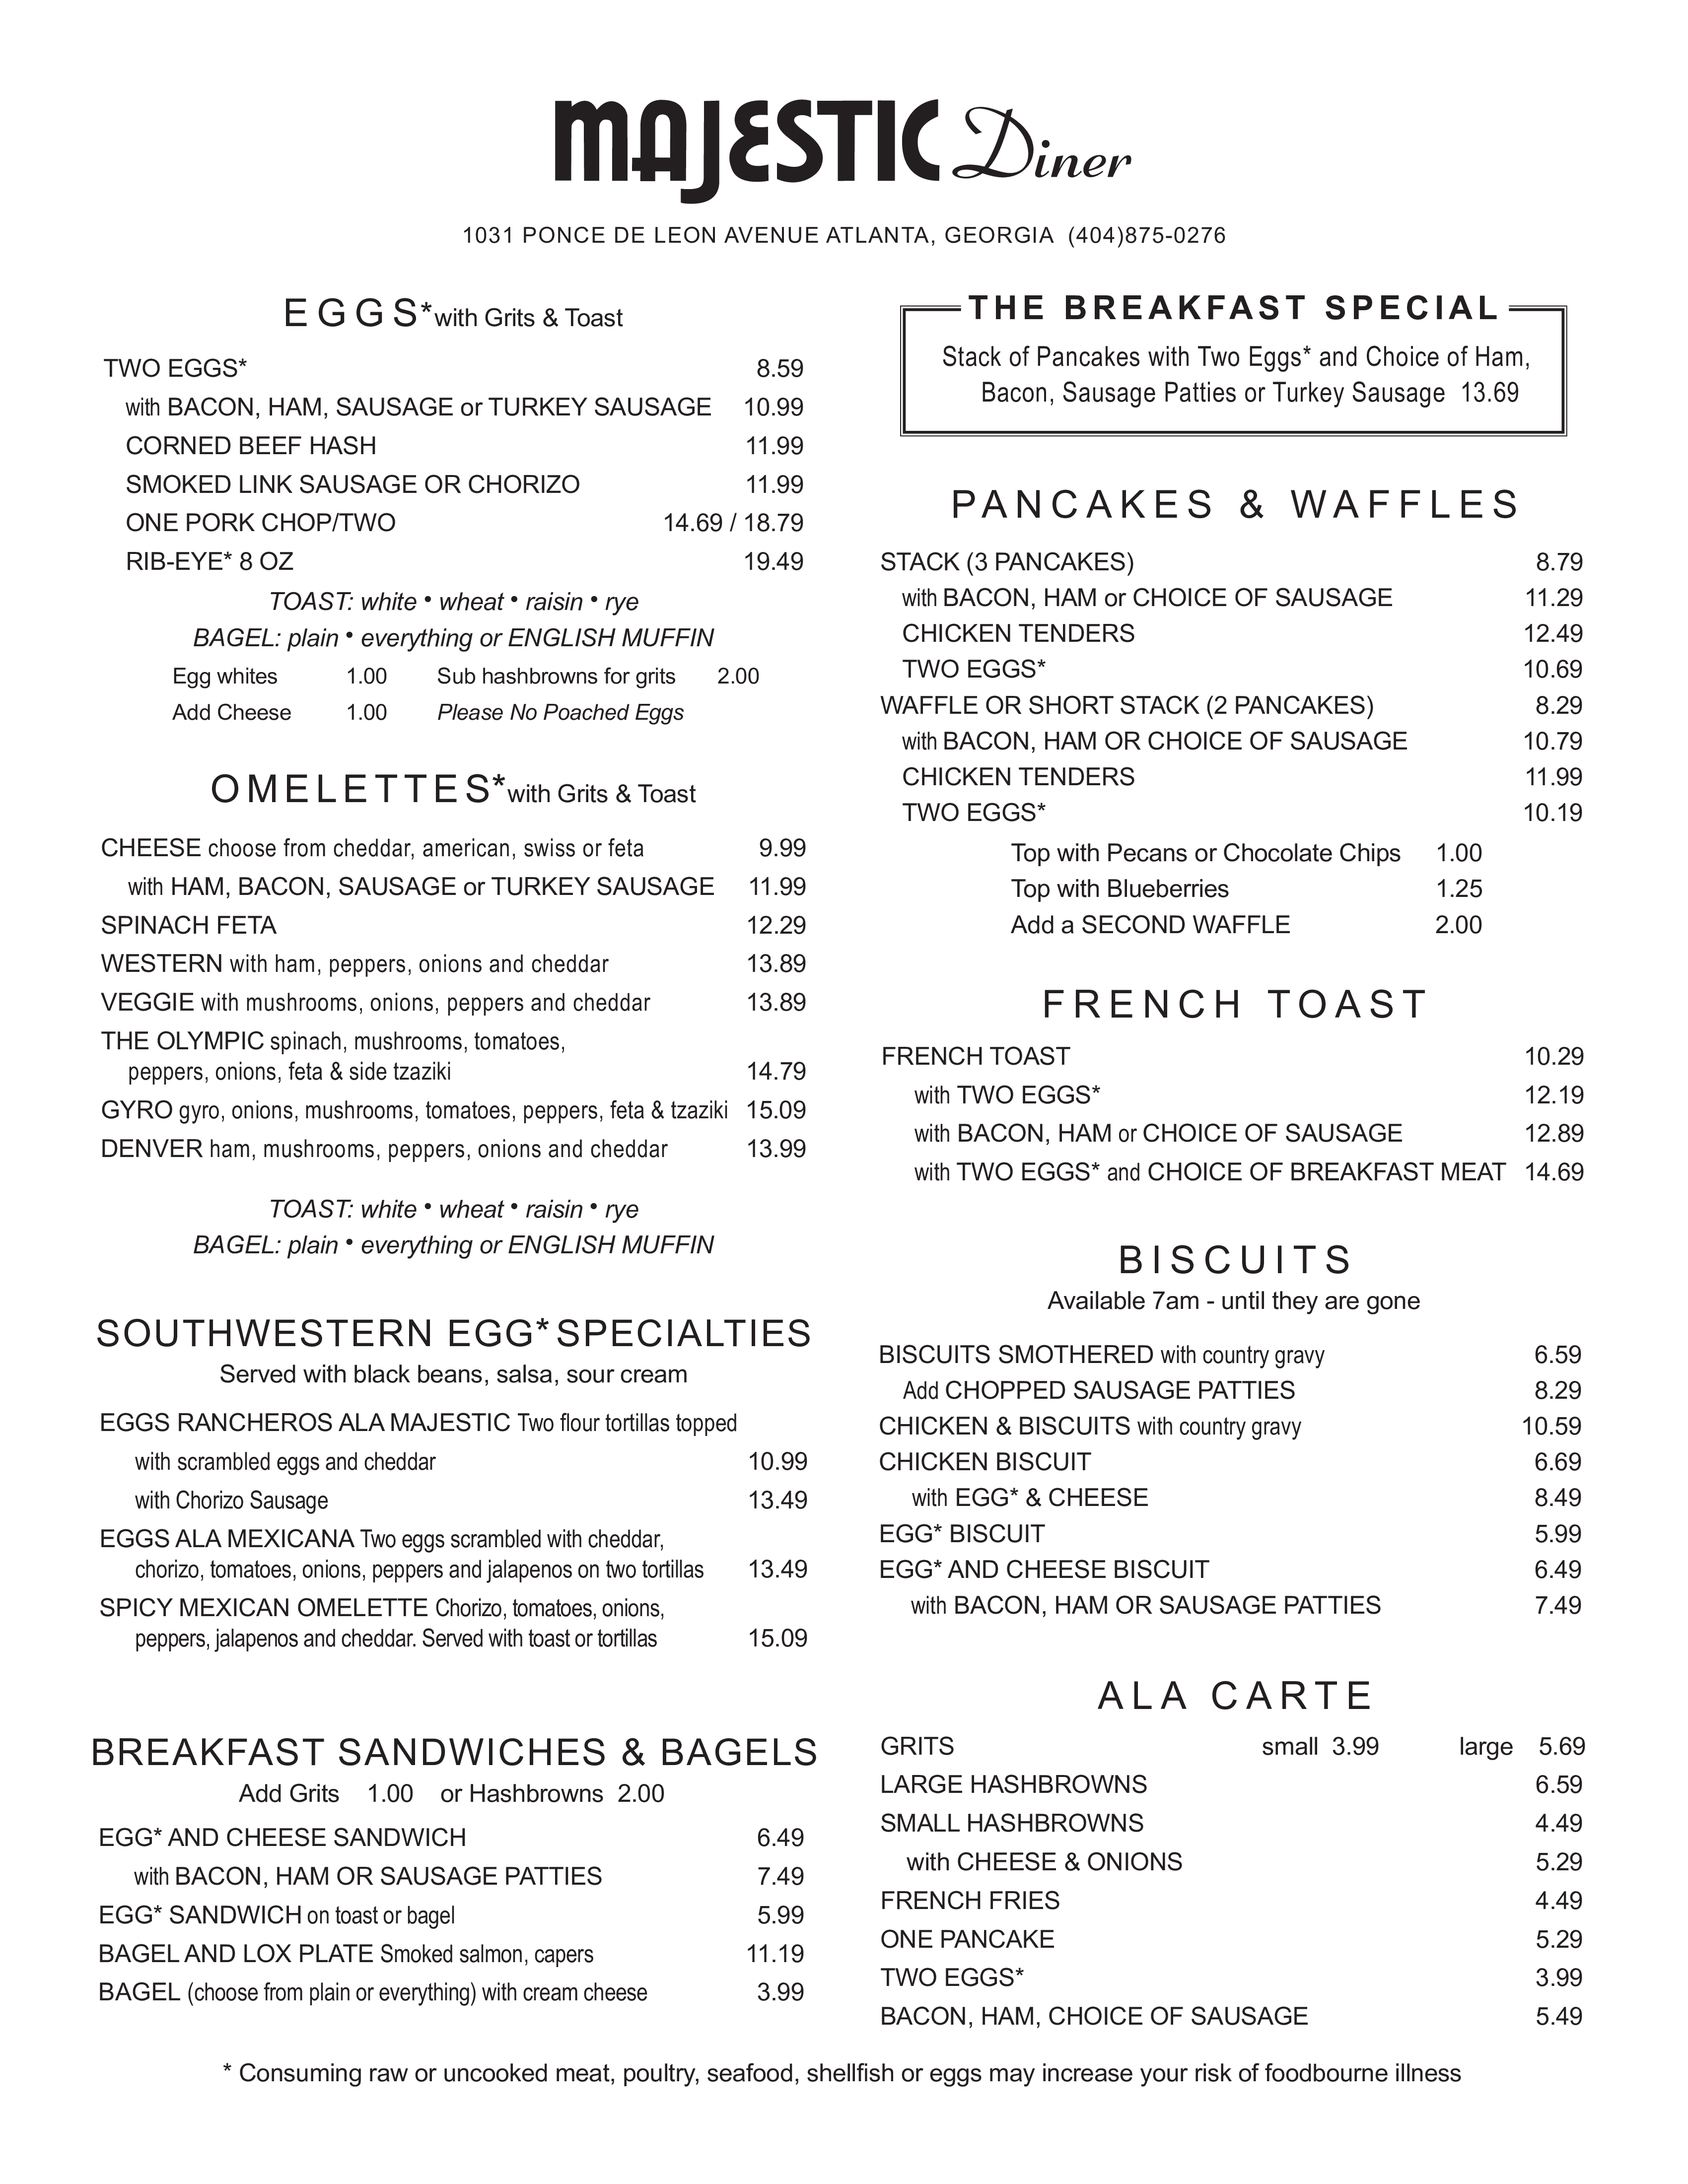 MAJESTIC Diner
1031 PONCE DE LEON AVENUE ATLANTA, GEORGIA (404)875-0276
EGGS* with Grits & Toast
TWO EGGS* 8.59
with BACON, HAM, SAUSAGE or TURKEY SAUSAGE 10.99
CORNED BEEF HASH 11.99
SMOKED LINK SAUSAGE OR CHORIZO 11.99
ONE PORK CHOP/TWO 14.69 / 18.79
RIB-EYE* 8 OZ 19.49
TOAST: white • wheat • raisin • rye
BAGEL: plain • everything or ENGLISH MUFFIN
Egg whites 1.00 Sub hashbrowns for grits 2.00
Add Cheese 1.00 Please No Poached Eggs
OMELETTES* with Grits & Toast
CHEESE choose from cheddar, american, swiss or feta 9.99
with HAM, BACON, SAUSAGE or TURKEY SAUSAGE 11.99
SPINACH FETA 12.29
WESTERN with ham, peppers, onions and cheddar 13.89
VEGGIE with mushrooms, onions, peppers and cheddar 13.89
THE OLYMPIC spinach, mushrooms, tomatoes,
peppers, onions, feta & side tzaziki 14.79
GYRO gyro, onions, mushrooms, tomatoes, peppers, feta & tzaziki 15.09
DENVER ham, mushrooms, peppers, onions and cheddar 13.99
TOAST: white • wheat • raisin • rye
BAGEL: plain • everything or ENGLISH MUFFIN
SOUTHWESTERN EGG* SPECIALTIES
Served with black beans, salsa, sour cream
EGGS RANCHEROS ALA MAJESTIC Two flour tortillas topped
with scrambled eggs and cheddar 10.99
with Chorizo Sausage 13.49
EGGS ALA MEXICANA Two eggs scrambled with cheddar,
chorizo, tomatoes, onions, peppers and jalapenos on two tortillas 13.49
SPICY MEXICAN OMELETTE Chorizo, tomatoes, onions,
peppers, jalapenos and cheddar. Served with toast or tortillas 15.09
BREAKFAST SANDWICHES & BAGELS
Add Grits 1.00 or Hashbrowns 2.00
EGG* AND CHEESE SANDWICH 6.49
with BACON, HAM OR SAUSAGE PATTIES 7.49
EGG* SANDWICH on toast or bagel 5.99
BAGEL AND LOX PLATE Smoked salmon, capers 11.19
BAGEL (choose from plain or everything) with cream cheese 3.99
THE BREAKFAST SPECIAL
Stack of Pancakes with Two Eggs* and Choice of Ham,
Bacon, Sausage Patties or Turkey Sausage 13.69
PANCAKES & WAFFLES
STACK (3 PANCAKES) 8.79
with BACON, HAM or CHOICE OF SAUSAGE 11.29
CHICKEN TENDERS 12.49
TWO EGGS* 10.69
WAFFLE OR SHORT STACK (2 PANCAKES) 8.29
with BACON, HAM OR CHOICE OF SAUSAGE 10.79
CHICKEN TENDERS 11.99
TWO EGGS* 10.19
Top with Pecans or Chocolate Chips 1.00
Top with Blueberries 1.25
Add a SECOND WAFFLE 2.00
FRENCH TOAST
FRENCH TOAST 10.29
with TWO EGGS* 12.19
with BACON, HAM or CHOICE OF SAUSAGE 12.89
with TWO EGGS* and CHOICE OF BREAKFAST MEAT 14.69
BISCUITS
Available 7am - until they are gone
BISCUITS SMOTHERED with country gravy 6.59
Add CHOPPED SAUSAGE PATTIES 8.29
CHICKEN & BISCUITS with country gravy 10.59
CHICKEN BISCUIT 6.69
with EGG* & CHEESE 8.49
EGG* BISCUIT 5.99
EGG* AND CHEESE BISCUIT 6.49
with BACON, HAM OR SAUSAGE PATTIES 7.49
ALA CARTE
GRITS small 3.99 large 5.69
LARGE HASHBROWNS 6.59
SMALL HASHBROWNS 4.49
with CHEESE & ONIONS 5.29
FRENCH FRIES 4.49
ONE PANCAKE 5.29
TWO EGGS* 3.99
BACON, HAM, CHOICE OF SAUSAGE 5.49
* Consuming raw or uncooked meat, poultry, seafood, shellfish or eggs may increase your risk of foodbourne illness